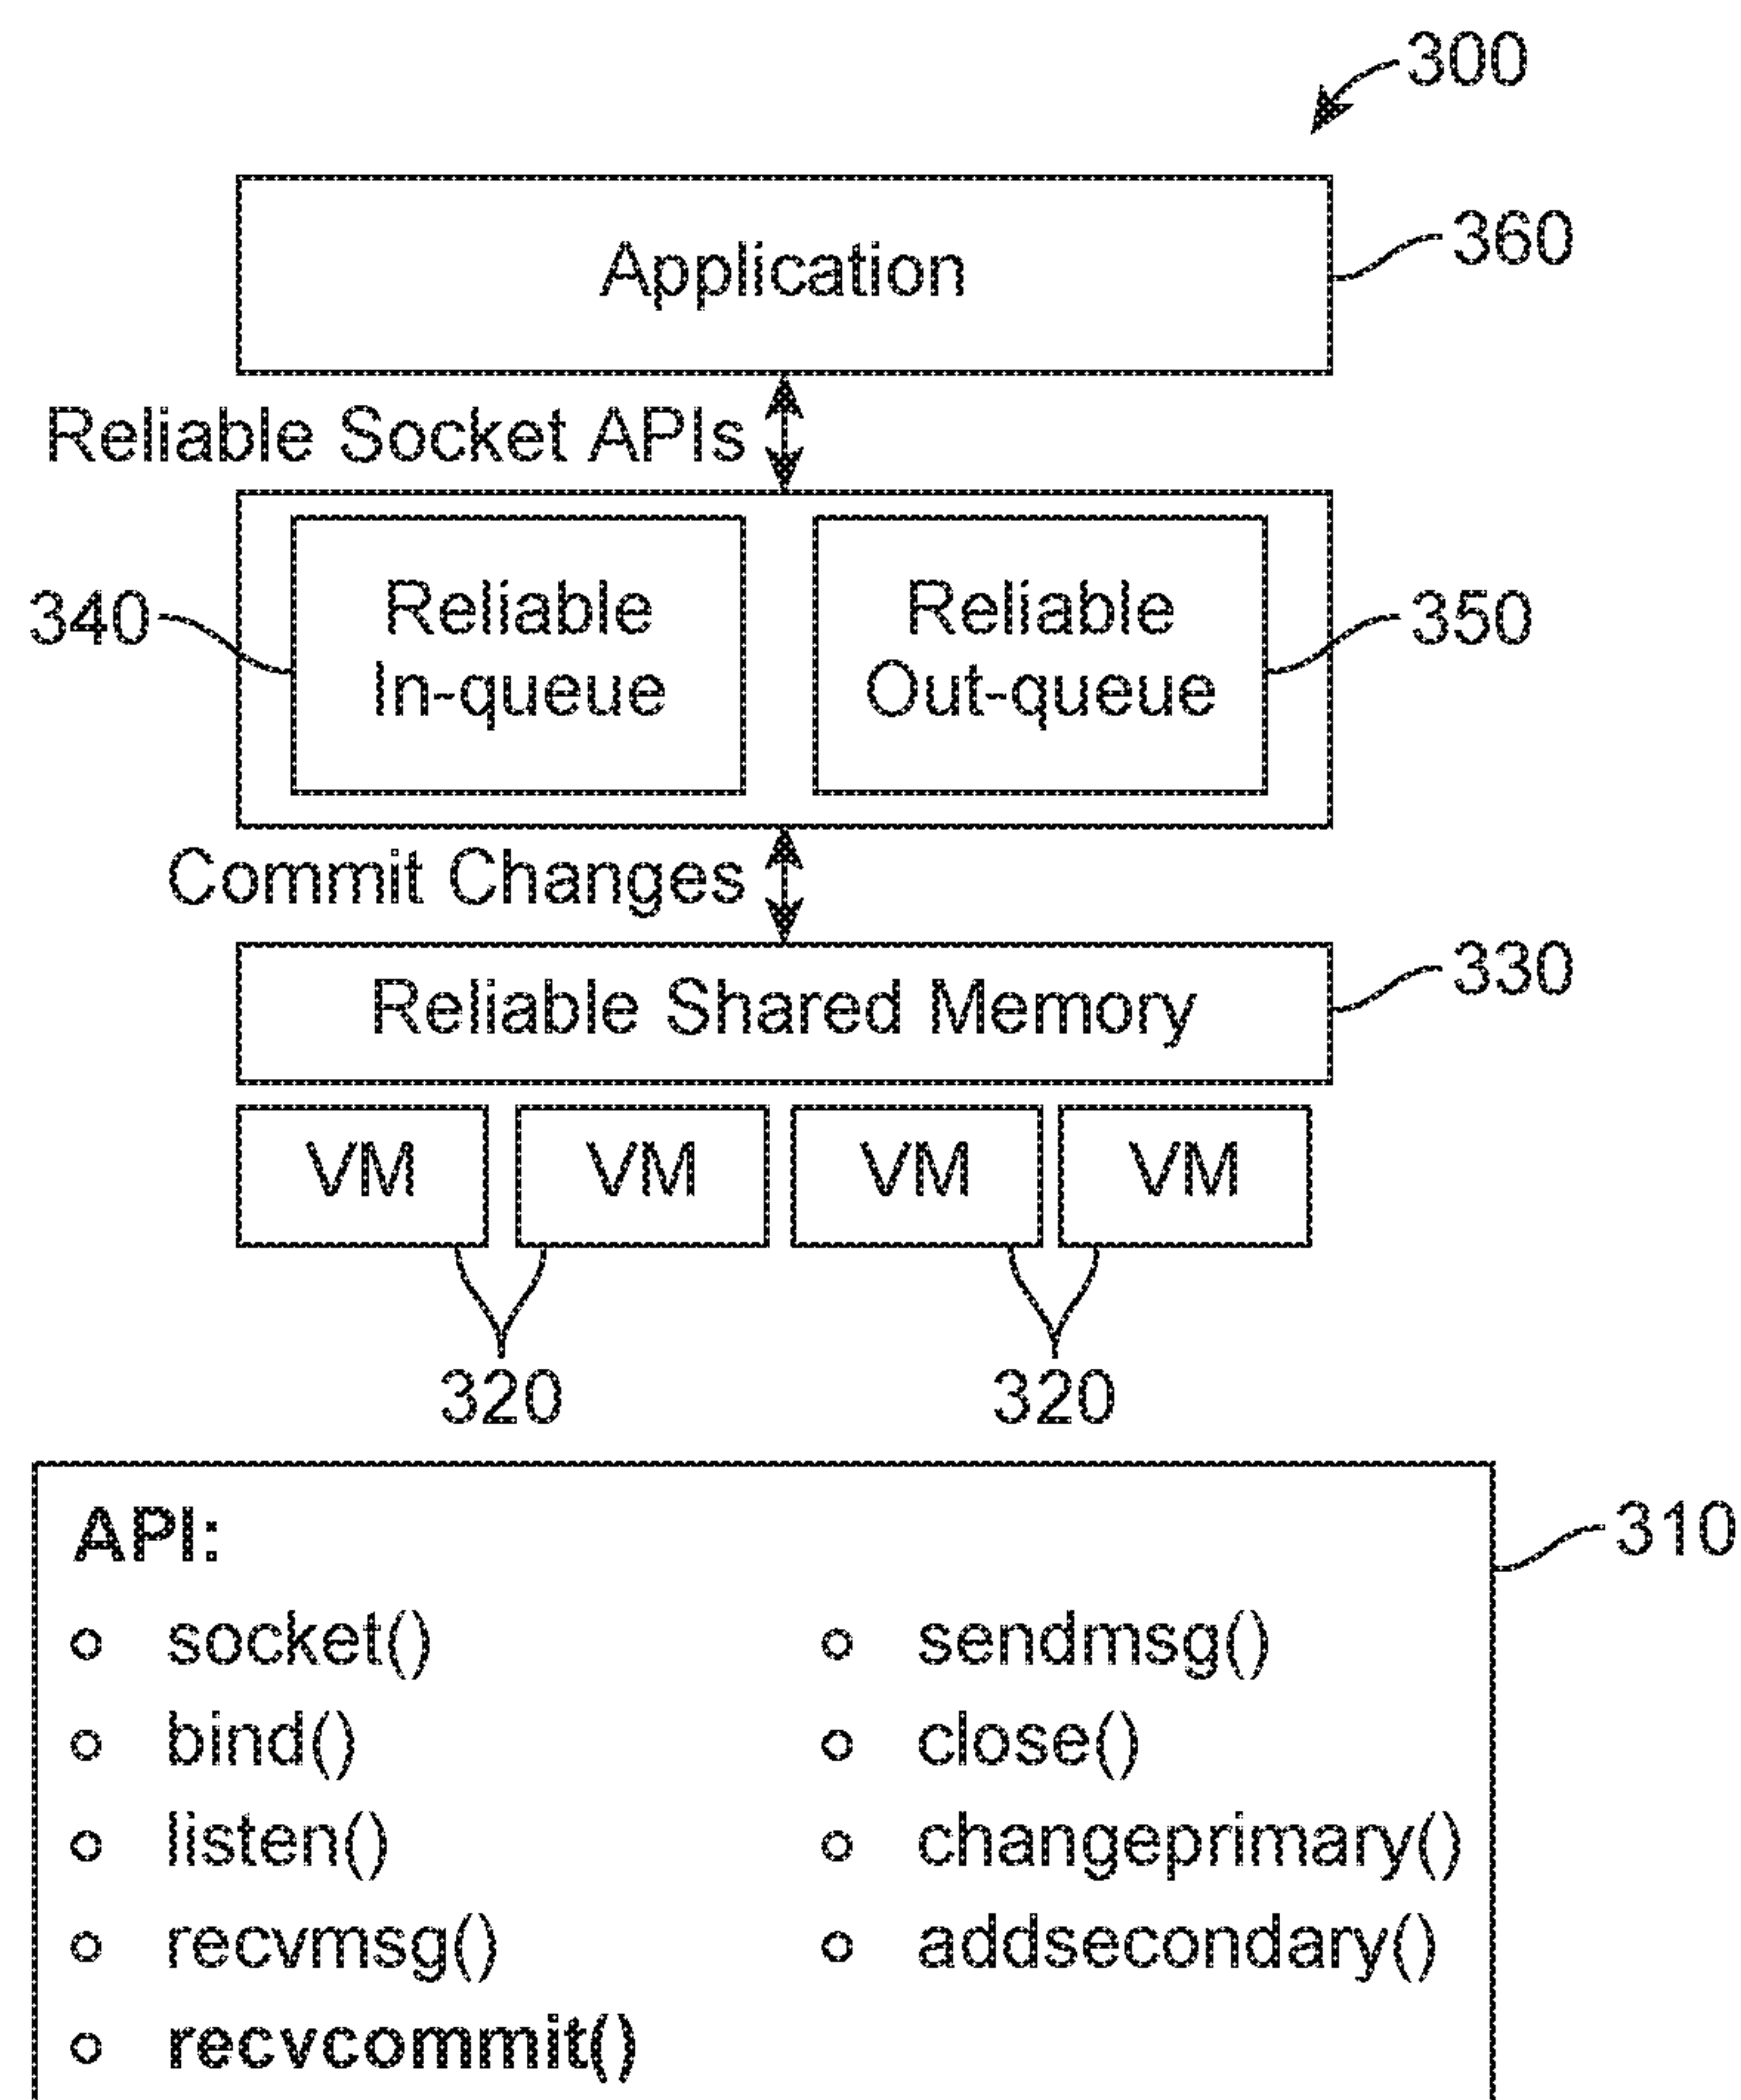 300
Application
360
Reliable Socket APIs
340
Reliable
In-queue
Reliable
Out-queue
350
Commit Changes
Reliable Shared Memory
330
VM VM VM VM
320 320
API:
310
o socket()
o bind()
o listen()
o recvmsg()
o recvcommit()
o sendmsg()
o close()
o changeprimary()
o addsecondary()